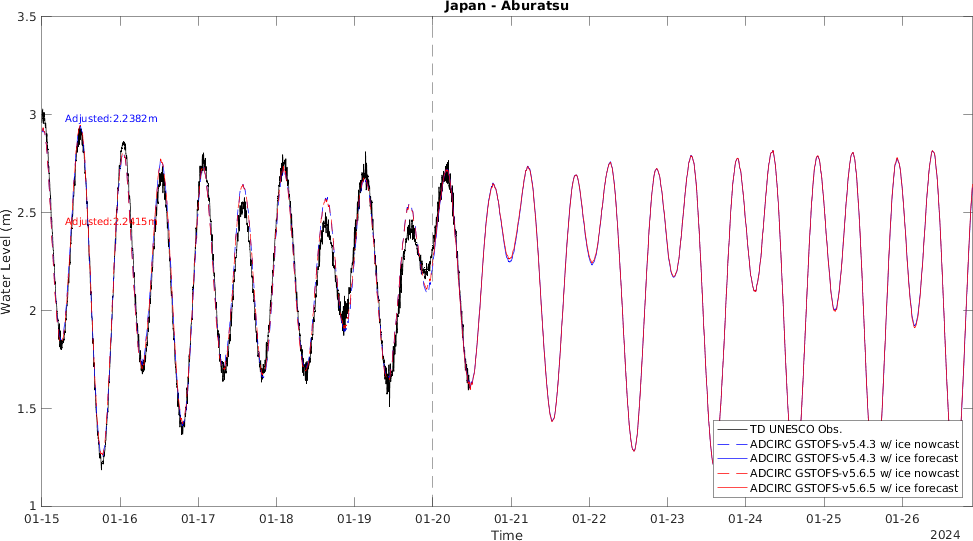 Japan - Aburatsu
3.5
3
2.5
2
1.5
1
Water Level (m)
Adjusted:2.2382m
Adjusted:2.2415m
TD UNESCO Obs.
ADCIRC GSTOFS-v5.4.3 w/ ice nowcast
ADCIRC GSTOFS-v5.4.3 w/ ice forecast
ADCIRC GSTOFS-v5.6.5 w/ ice nowcast
ADCIRC GSTOFS-v5.6.5 w/ ice forecast
01-15 01-16 01-17 01-18 01-19 01-20 01-21 01-22 01-23 01-24 01-25 01-26
Time
2024